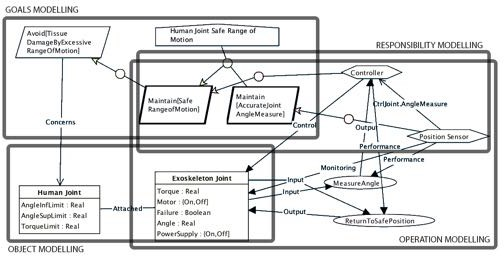 GOALS MODELLING
Avoid[Tissue
DamageByExcessive
RangeOfMotion]
Human Joint Safe Range of
Motion
RESPONSIBILITY MODELLING
Controller
Maintain[Safe
RangeofMotion]
Maintain
[AccurateJoint
AngleMeasure]
CtrlJoint.AngleMeasure
Output
Position Sensor
Concerns
Control
Performance
Monitoring
Performance
Human Joint
AngleInfLimit : Real
AngleSupLimit : Real
TorqueLimit : Real
Attached
Exoskeleton Joint
Torque : Real
Motor : {On,Off}
Failure : Boolean
Angle : Real
PowerSupply : {On,Off}
Input
Input
Output
MeasureAngle
ReturnToSafePosition
OBJECT MODELLING
OPERATION MODELLING